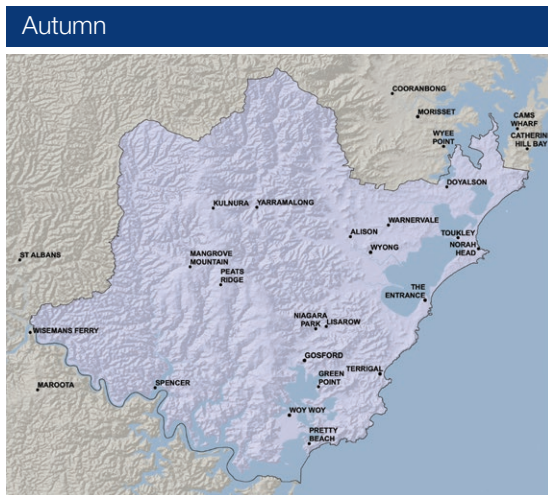 Autumn
COORANBONG
MORISSET
CAMS
WHARF
CATHERINE
HILL BAY
WYEE
POINT
DOYALSON
KULNURA
YARRAMALONG
WARNERVALE
ALISON
TOUKLEY
WYONG
NORAH
HEAD
ST ALBANS
MANGROVE
MOUNTAIN
PEATS
RIDGE
THE
ENTRANCE
NIAGARA
PARK
LISAROW
WISEMANS FERRY
GOSFORD
TERRIGAL
GREEN
POINT
MAROOTA
SPENCER
WOY WOY
PRETTY
BEACH